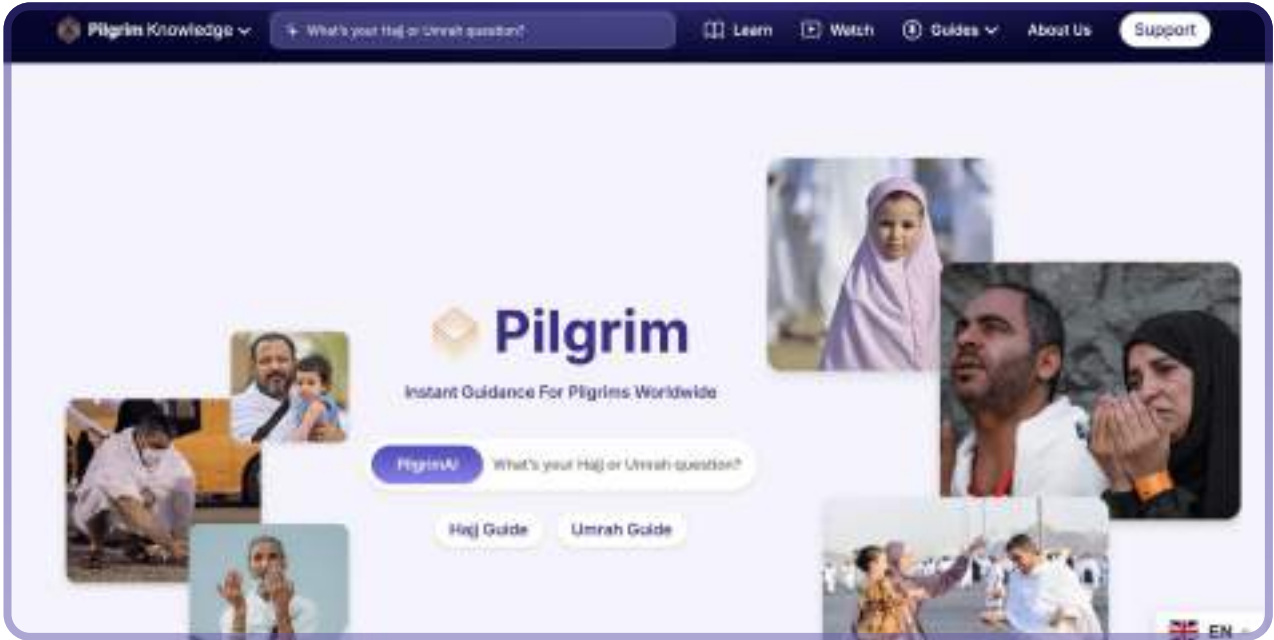 Pilgrim Knowledge
What's your Hajj or Umrah question?
Learn
Watch
Guides
About Us
Support
Pilgrim
Instant Guidance For Pilgrims Worldwide
PilgrimAI
What's your Hajj or Umrah question?
Hajj Guide
Umrah Guide
EN